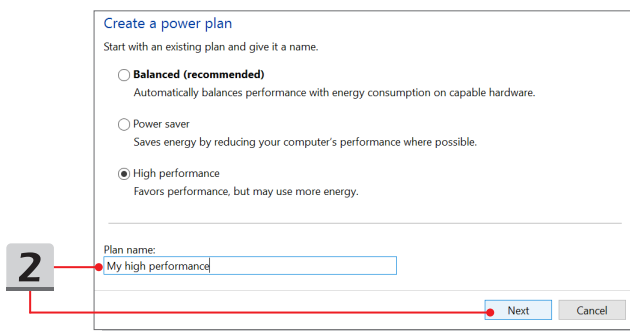 Create a power plan
Start with an existing plan and give it a name.
Balanced (recommended)
Automatically balances performance with energy consumption on capable hardware.
Power saver
Saves energy by reducing your computer's performance where possible.
High performance
Favors performance, but may use more energy.
Plan name:
2
My high performance
Next Cancel